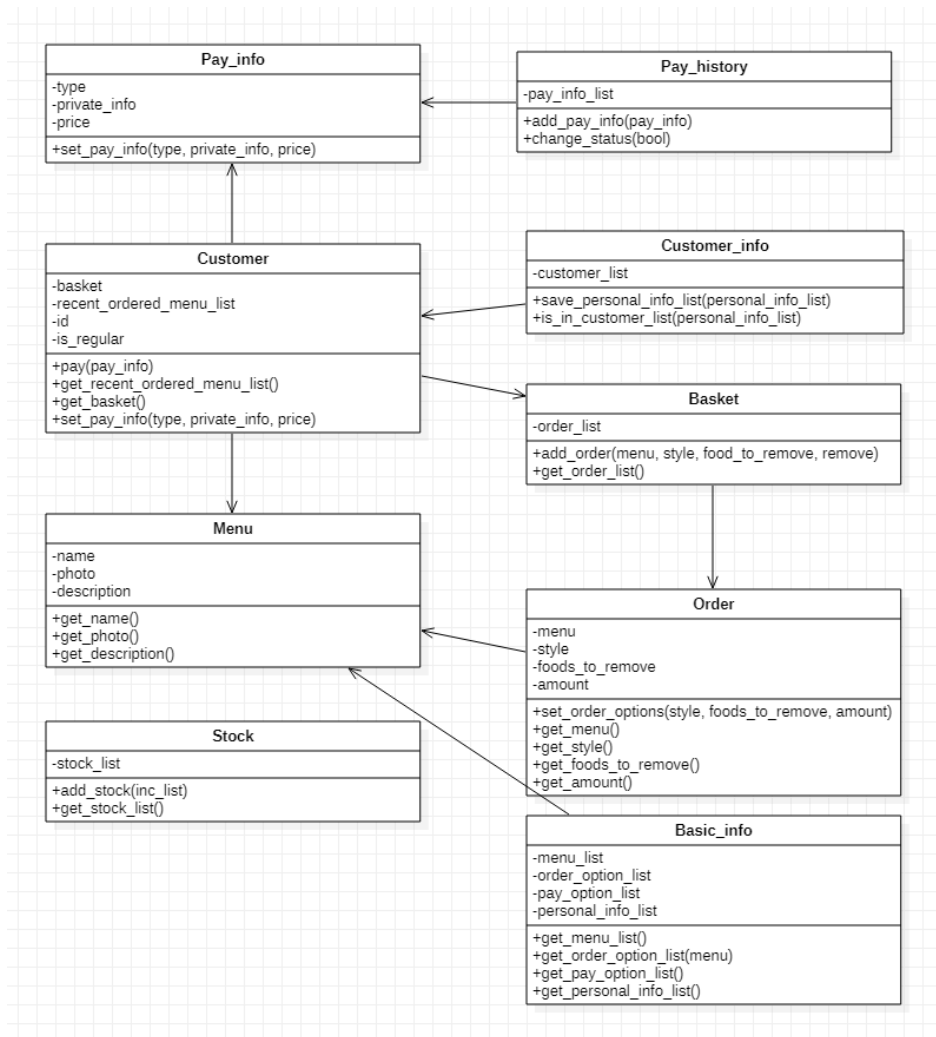 Pay_info
-type
-private_info
-price
+set_pay_info(type, private_info, price)
Pay_history
-pay_info_list
+add_pay_info(pay_info)
+change_status(bool)
Customer
-basket
-recent_ordered_menu_list
-id
-is_regular
+pay(pay_info)
+get_recent_ordered_menu_list()
+get_basket()
+set_pay_info(type, private_info, price)
Customer_info
-customer_list
+save_personal_info_list(personal_info_list)
+is_in_customer_list(personal_info_list)
Basket
-order_list
+add_order(menu, style, food_to_remove, remove)
+get_order_list()
Menu
-name
-photo
-description
+get_name()
+get_photo()
+get_description()
Order
-menu
-style
-foods_to_remove
-amount
+set_order_options(style, foods_to_remove, amount)
+get_menu()
+get_style()
+get_foods_to_remove()
+get_amount()
Stock
-stock_list
+add_stock(inc_list)
+get_stock_list()
Basic_info
-menu_list
-order_option_list
-pay_option_list
-personal_info_list
+get_menu_list()
+get_order_option_list(menu)
+get_pay_option_list()
+get_personal_info_list()